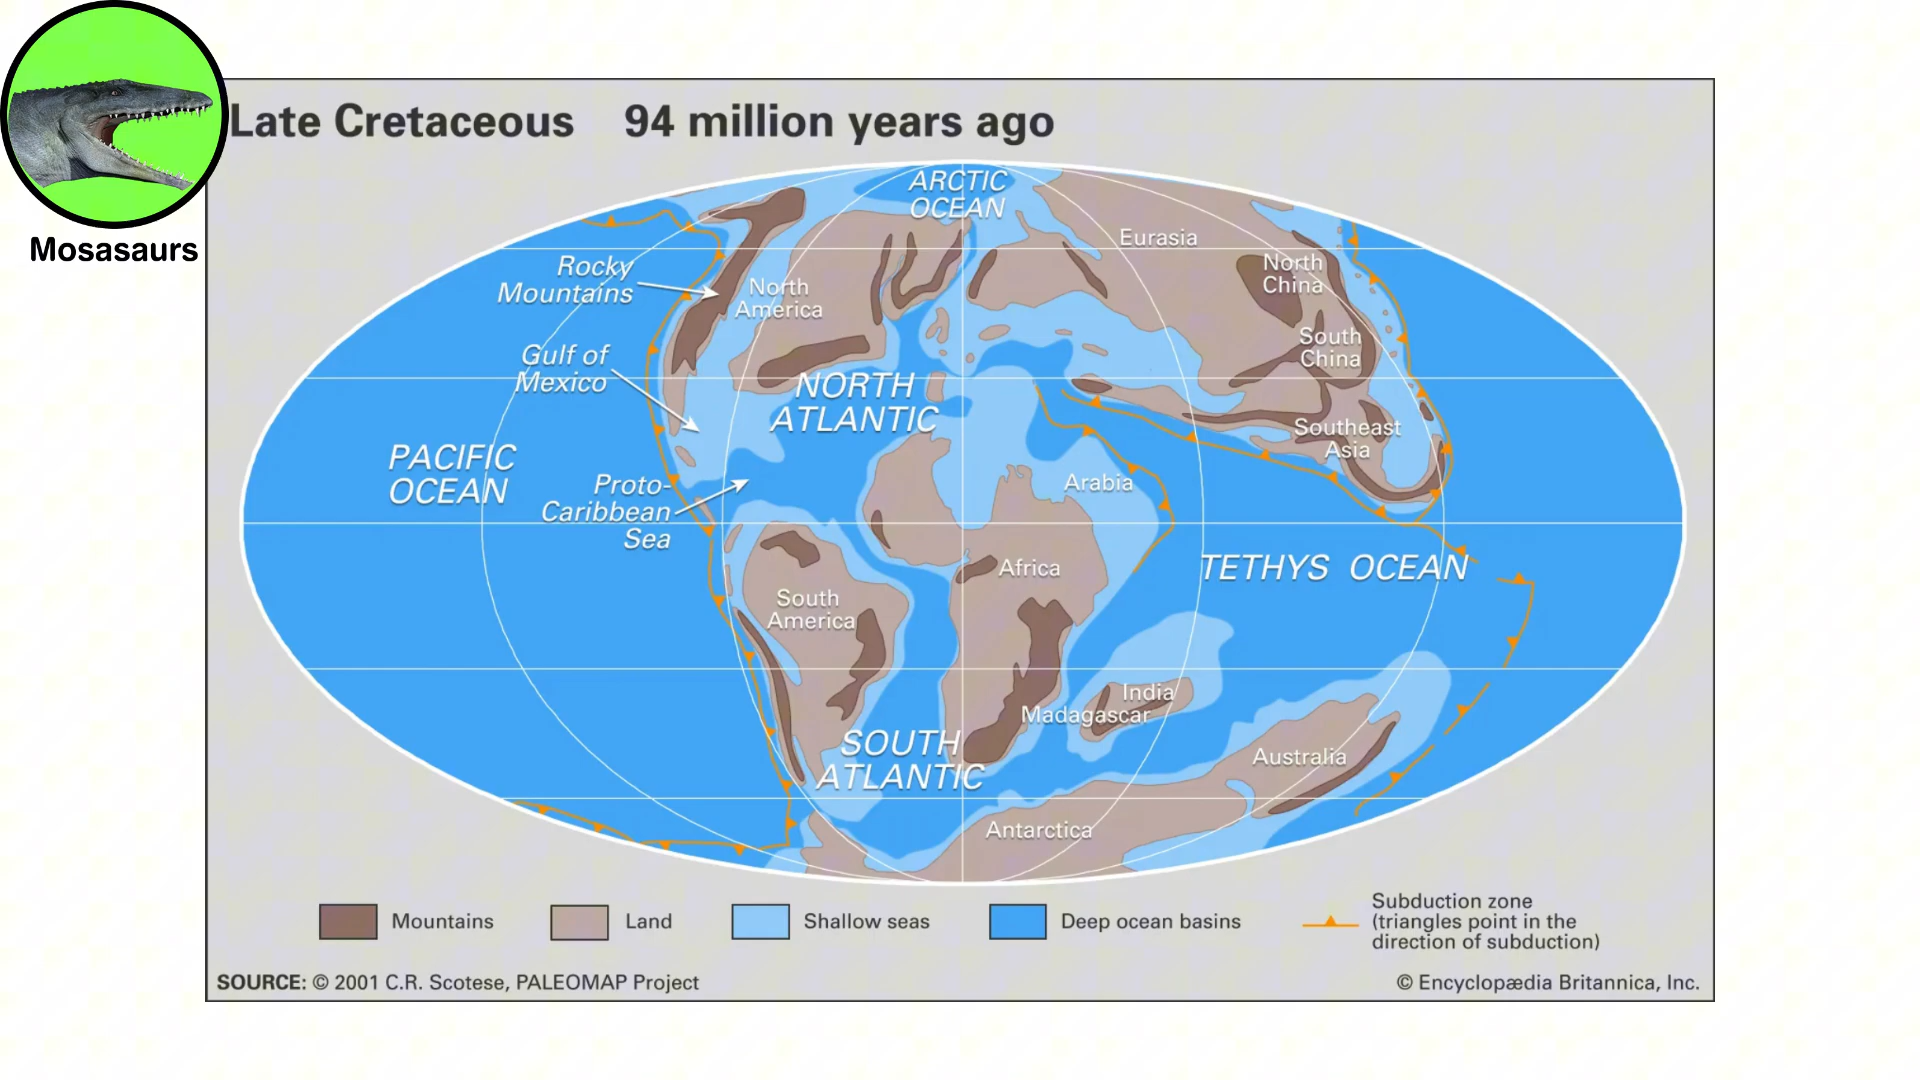 Late Cretaceous 94 million years ago
Mosasaurs
ARCTIC
OCEAN
Eurasia
Rocky
Mountains
North
America
North
China
South
China
Gulf of
Mexico
NORTH
ATLANTIC
Southeast
Asia
PACIFIC
OCEAN
Proto-
Caribbean
Sea
Arabia
Africa
TETHYS OCEAN
South
America
India
Madagascar
SOUTH
ATLANTIC
Australia
Antarctica
Mountains
Land
Shallow seas
Deep ocean basins
Subduction zone
(triangles point in the
direction of subduction)
SOURCE: © 2001 C.R. Scotese, PALEOMAP Project
© Encyclopædia Britannica, Inc.